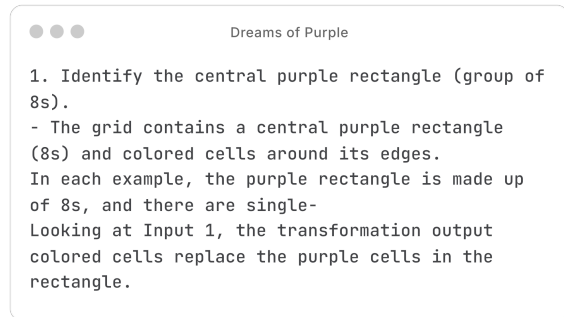 Dreams of Purple
1. Identify the central purple rectangle (group of
8s).
- The grid contains a central purple rectangle
(8s) and colored cells around its edges.
In each example, the purple rectangle is made up
of 8s, and there are single-
Looking at Input 1, the transformation output
colored cells replace the purple cells in the
rectangle.